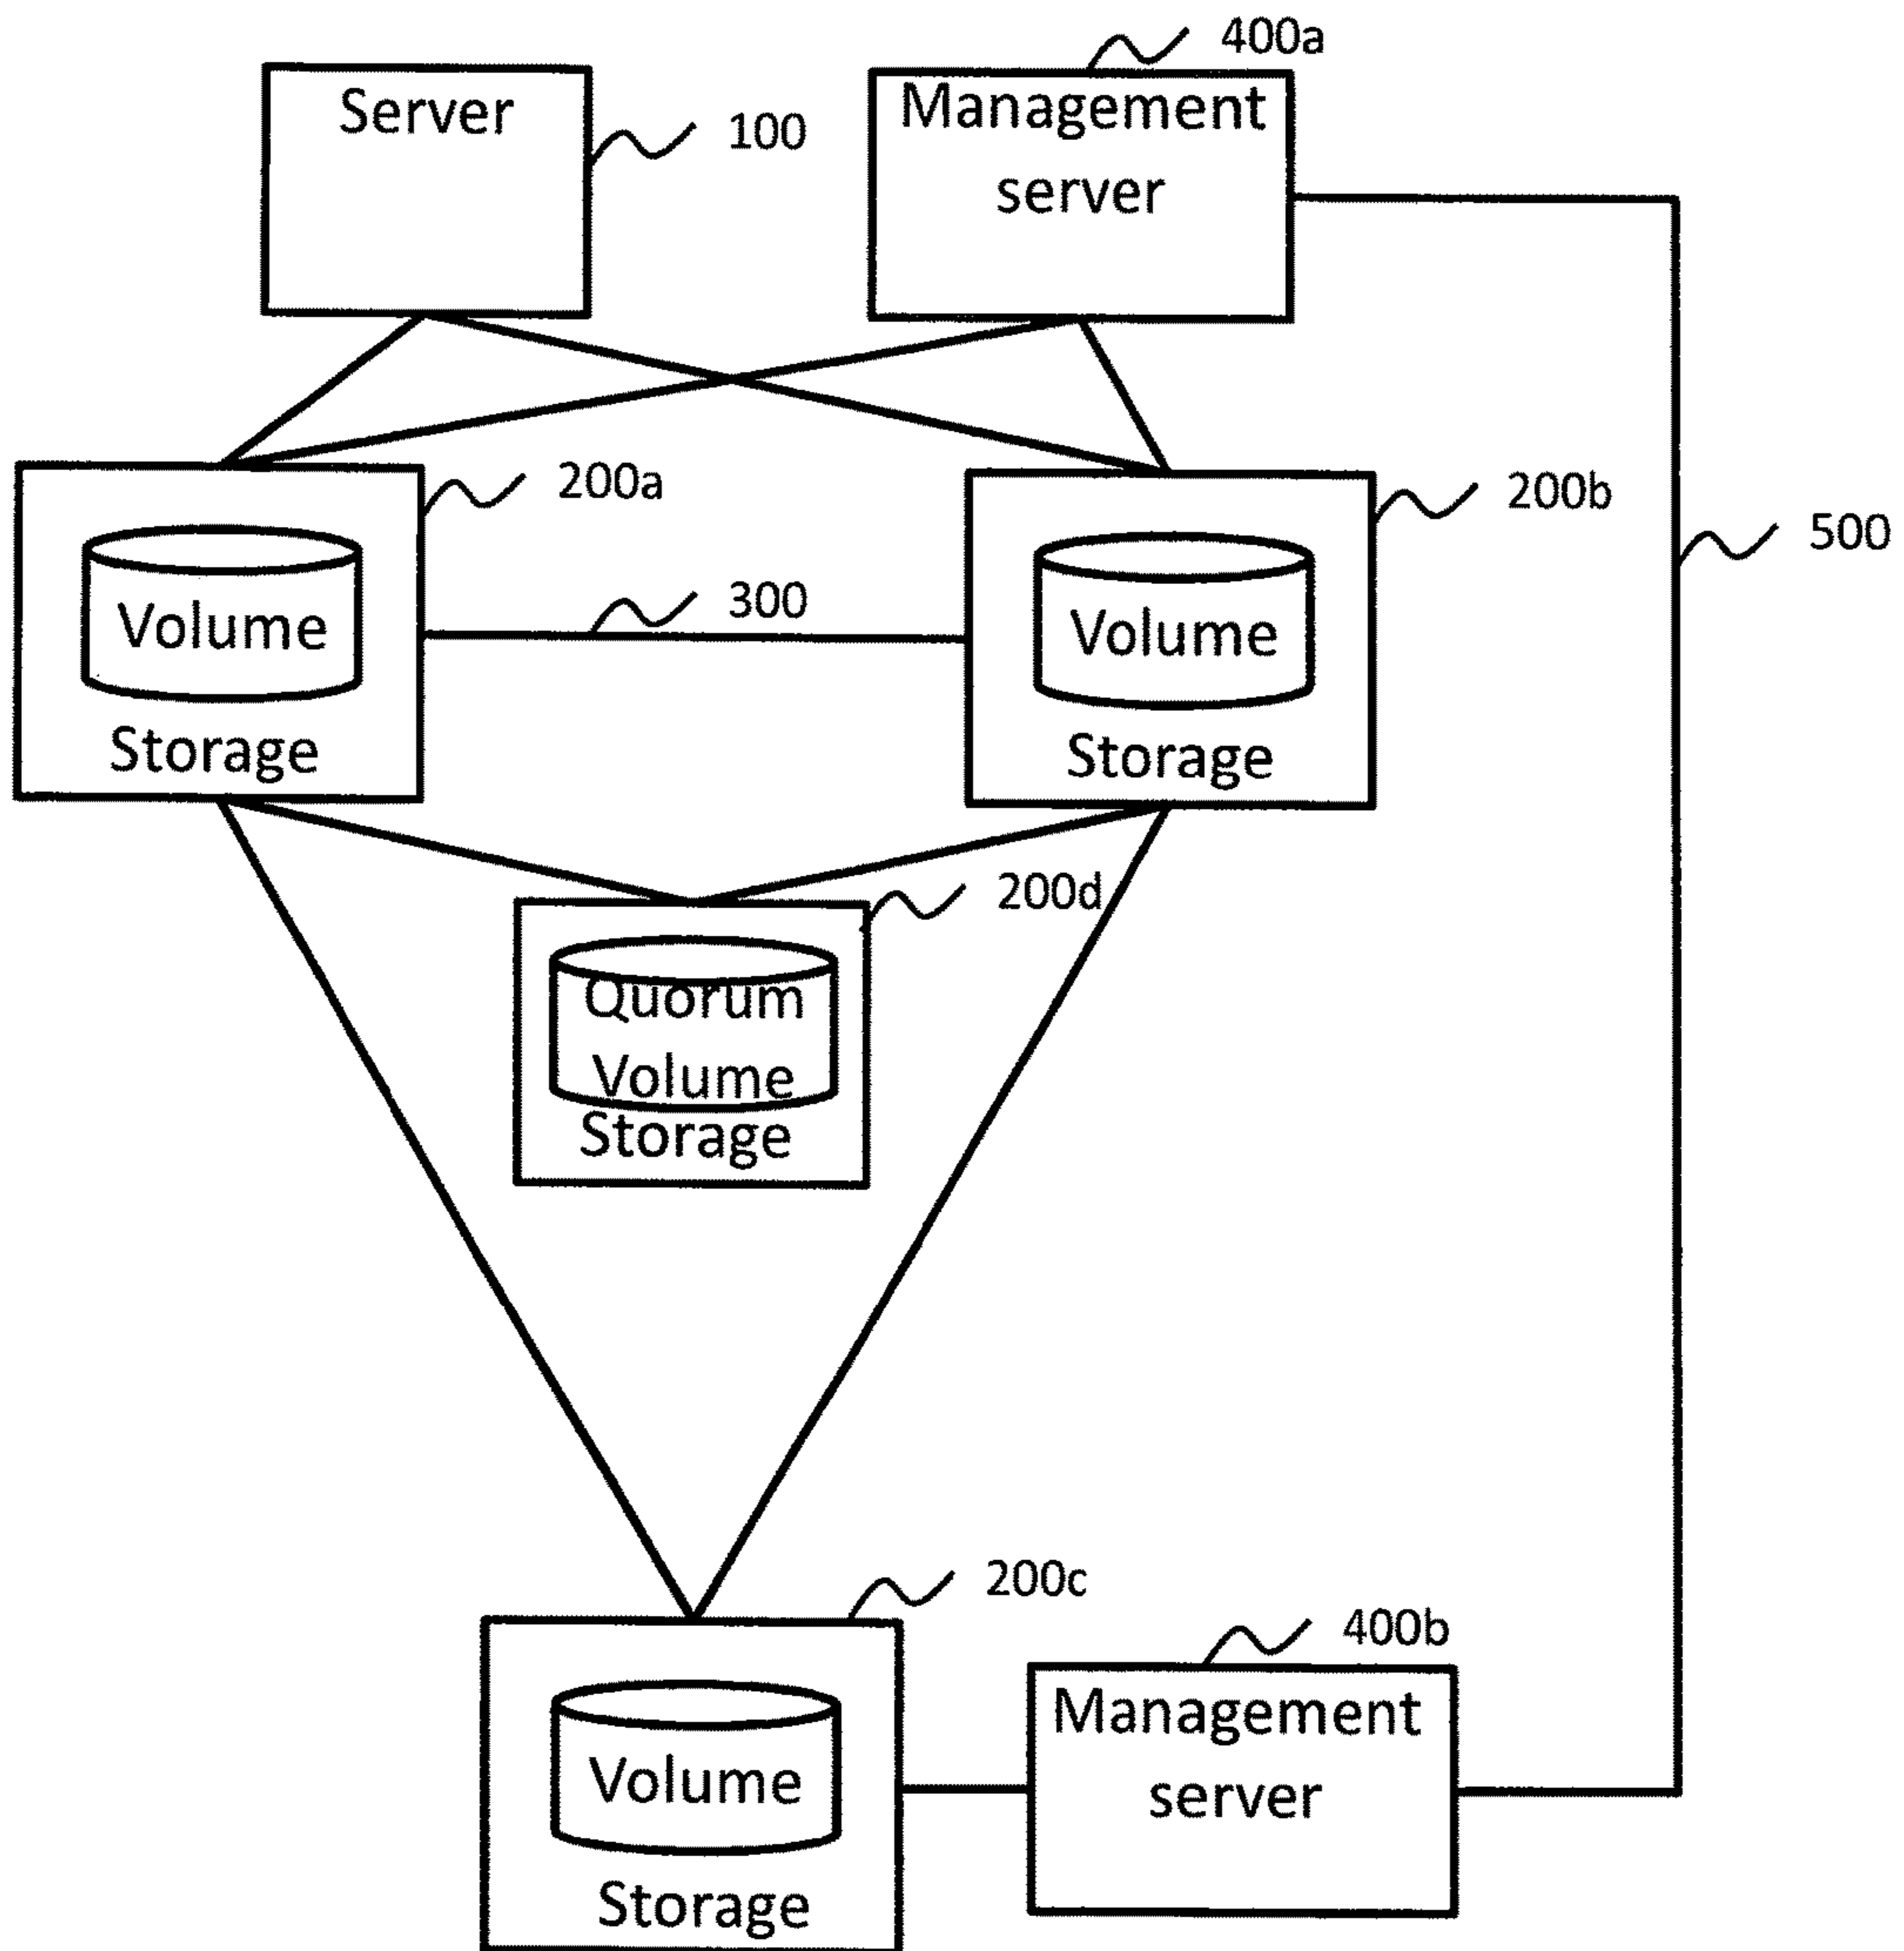 400a
Server
Management
server
100
200a
200b
500
Volume
300
Volume
Storage
Storage
200d
Quorum
Volume
Storage
200c
400b
Management
server
Volume
Storage